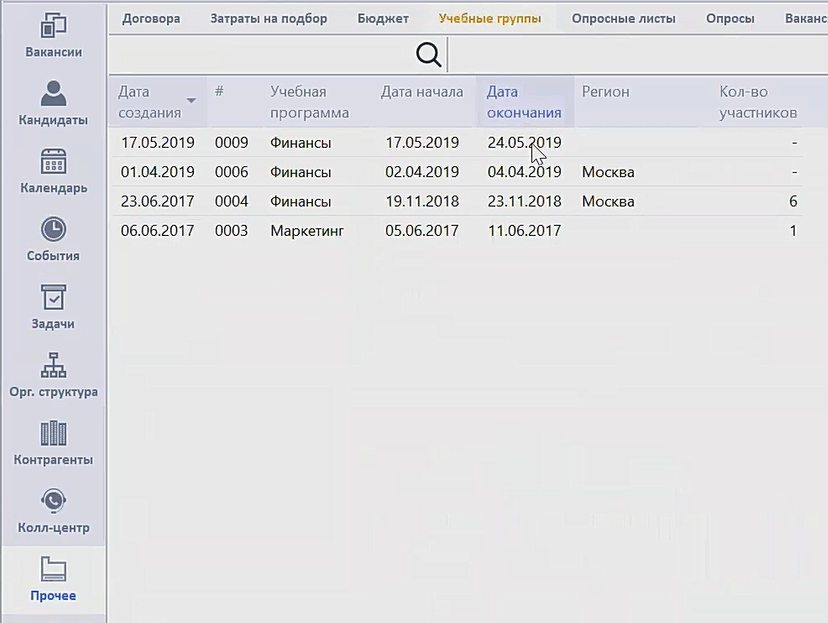 Договора Затраты на подбор Бюджет Учебные группы Опросные листы Опросы
Вакансии
Кандидаты
Календарь
События
Задачи
Орг. структура
Контрагенты
Колл-центр
Прочее
Дата создания # Учебная программа Дата начала Дата окончания Регион Кол-во участников
17.05.2019 0009 Финансы 17.05.2019 24.05.2019 -
01.04.2019 0006 Финансы 02.04.2019 04.04.2019 Москва -
23.06.2017 0004 Финансы 19.11.2018 23.11.2018 Москва 6
06.06.2017 0003 Маркетинг 05.06.2017 11.06.2017 1